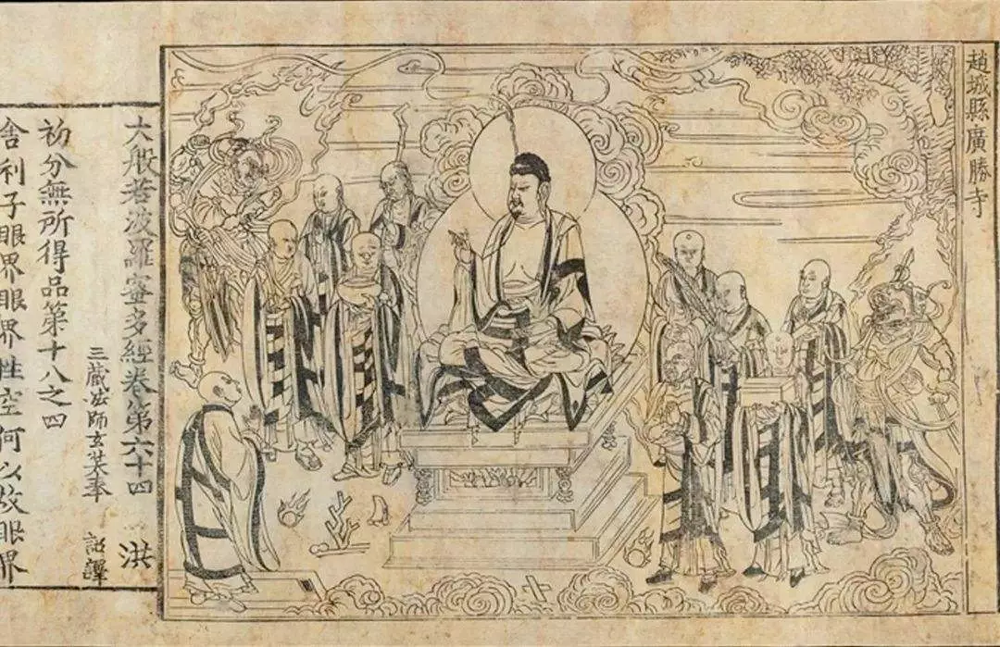 趙城縣廣勝寺
大般若波羅蜜多經卷第六十四　洪
三藏法師玄奘奉　詔譯
初分無所得品第十八之四
舍利子眼界眼界性空何以故眼界